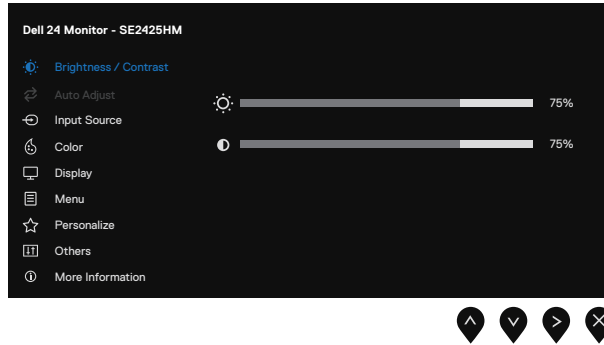 Dell 24 Monitor - SE2425HM
Brightness / Contrast
Auto Adjust
75%
Input Source
Color
75%
Display
Menu
Personalize
Others
More Information